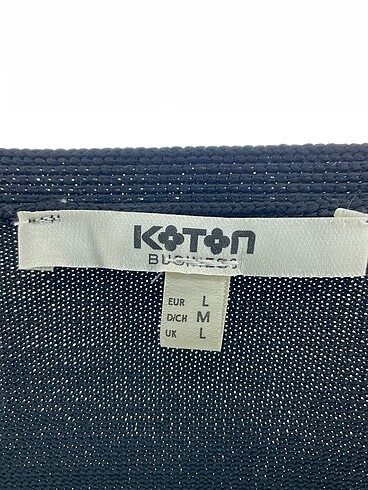 KOTON
BUSINESS
EUR L
D/CH M
UK L